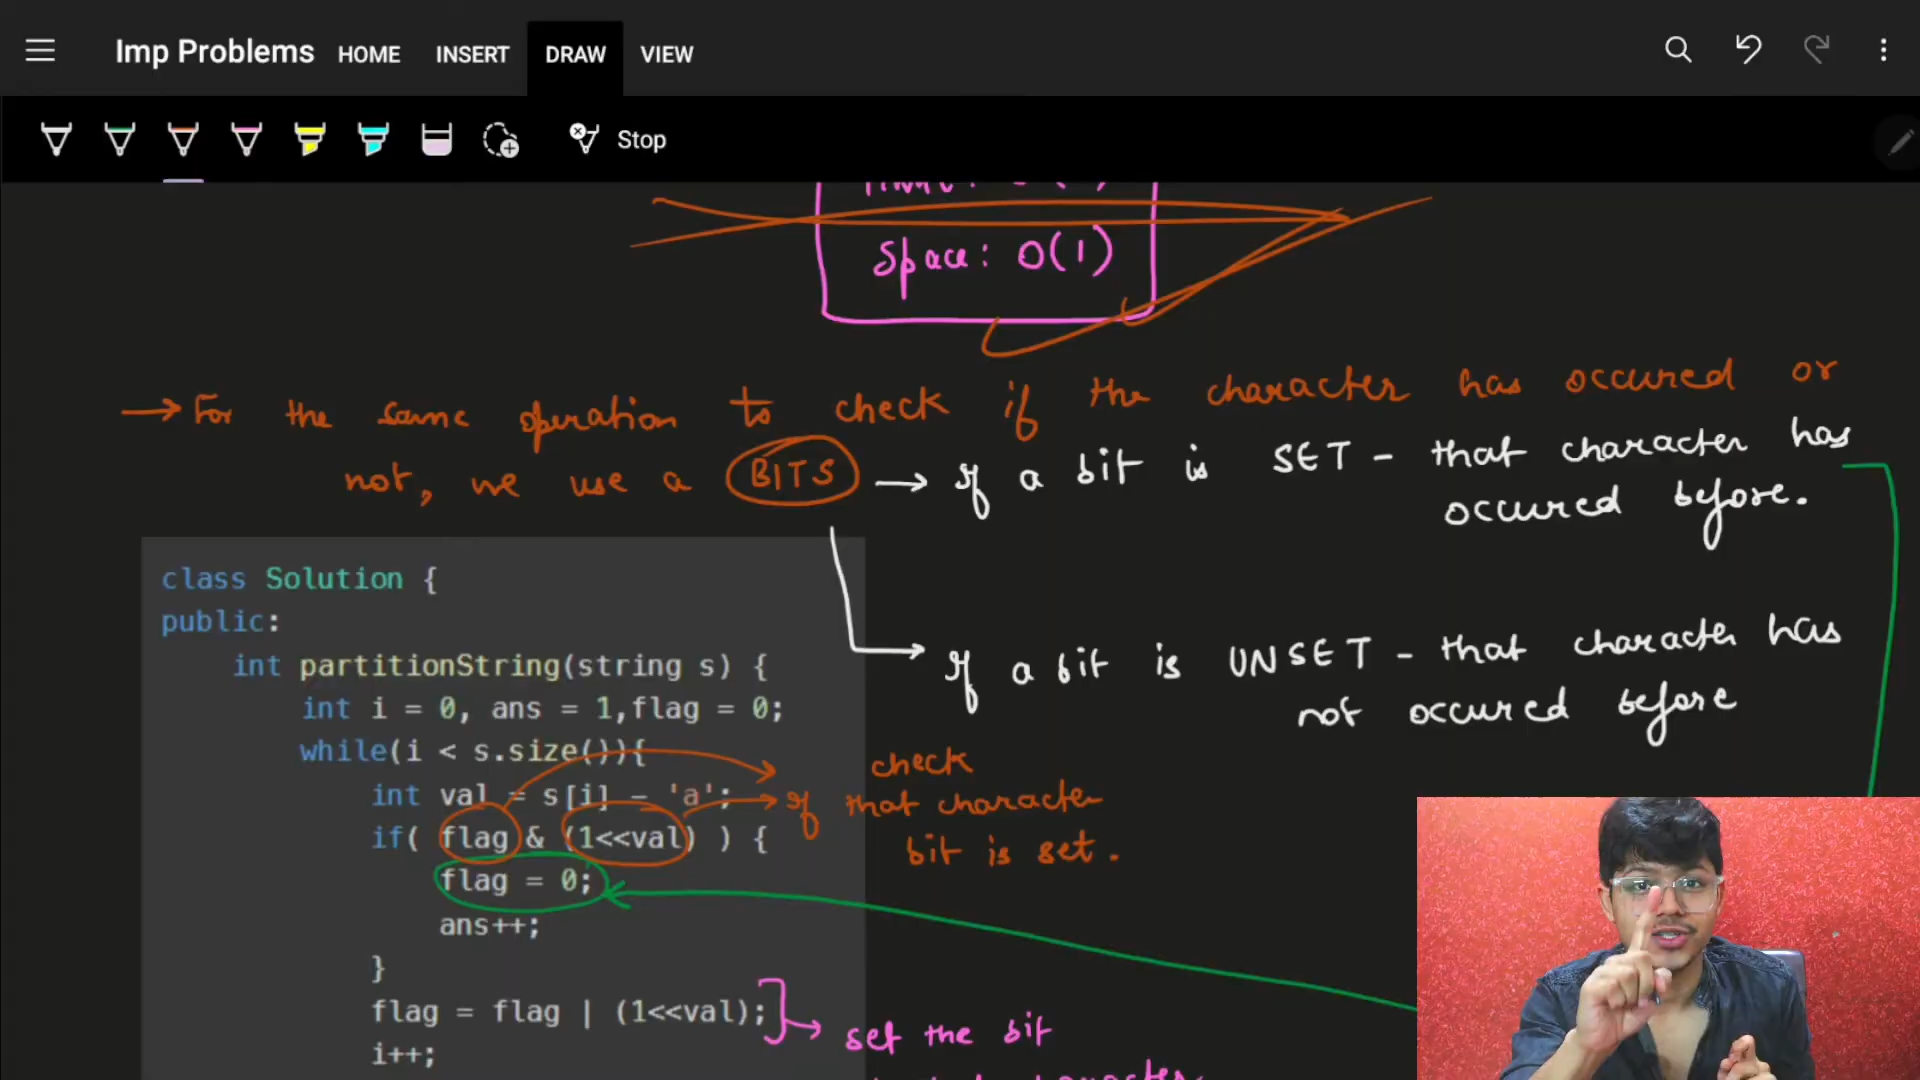 Imp Problems HOME INSERT DRAW VIEW
Stop
Space: O(1)
→ For the same operation to check if the character has occured or
not, we use a BITS → If a bit is SET - that character has
occured before.
If a bit is UNSET - that character has
not occured before
class Solution {
public:
int partitionString(string s) {
int i = 0, ans = 1,flag = 0;
while(i < s.size()){
int val = s[i] - 'a';
if( flag & (1<<val) ) {
flag = 0;
ans++;
}
flag = flag | (1<<val);
i++;
check
if that character
bit is set.
set the bit